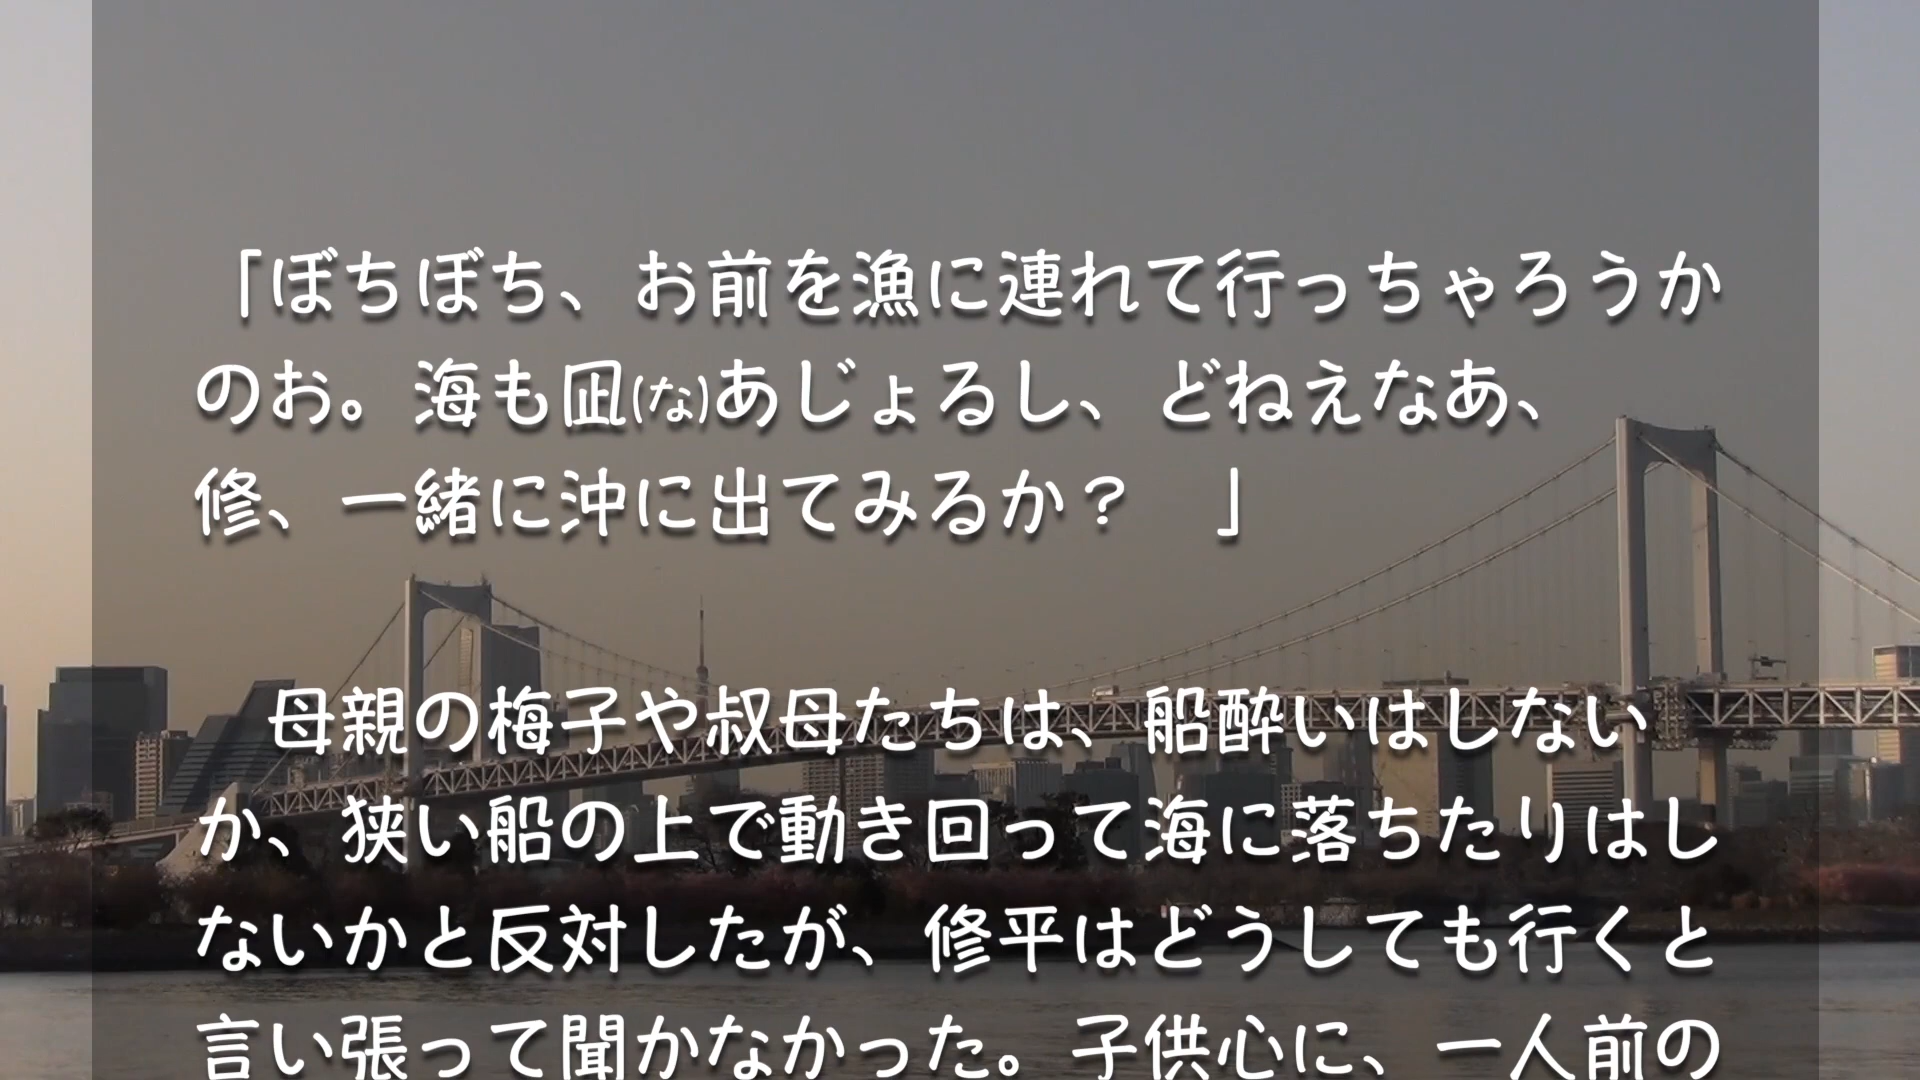 「ぼちぼち、お前を漁に連れて行っちゃろうか
のお。海も凪(な)あじょるし、どねえなあ、
修、一緒に沖に出てみるか？　」
母親の梅子や叔母たちは、船酔いはしない
か、狭い船の上で動き回って海に落ちたりはし
ないかと反対したが、修平はどうしても行くと
言い張って聞かなかった。子供心に、一人前の